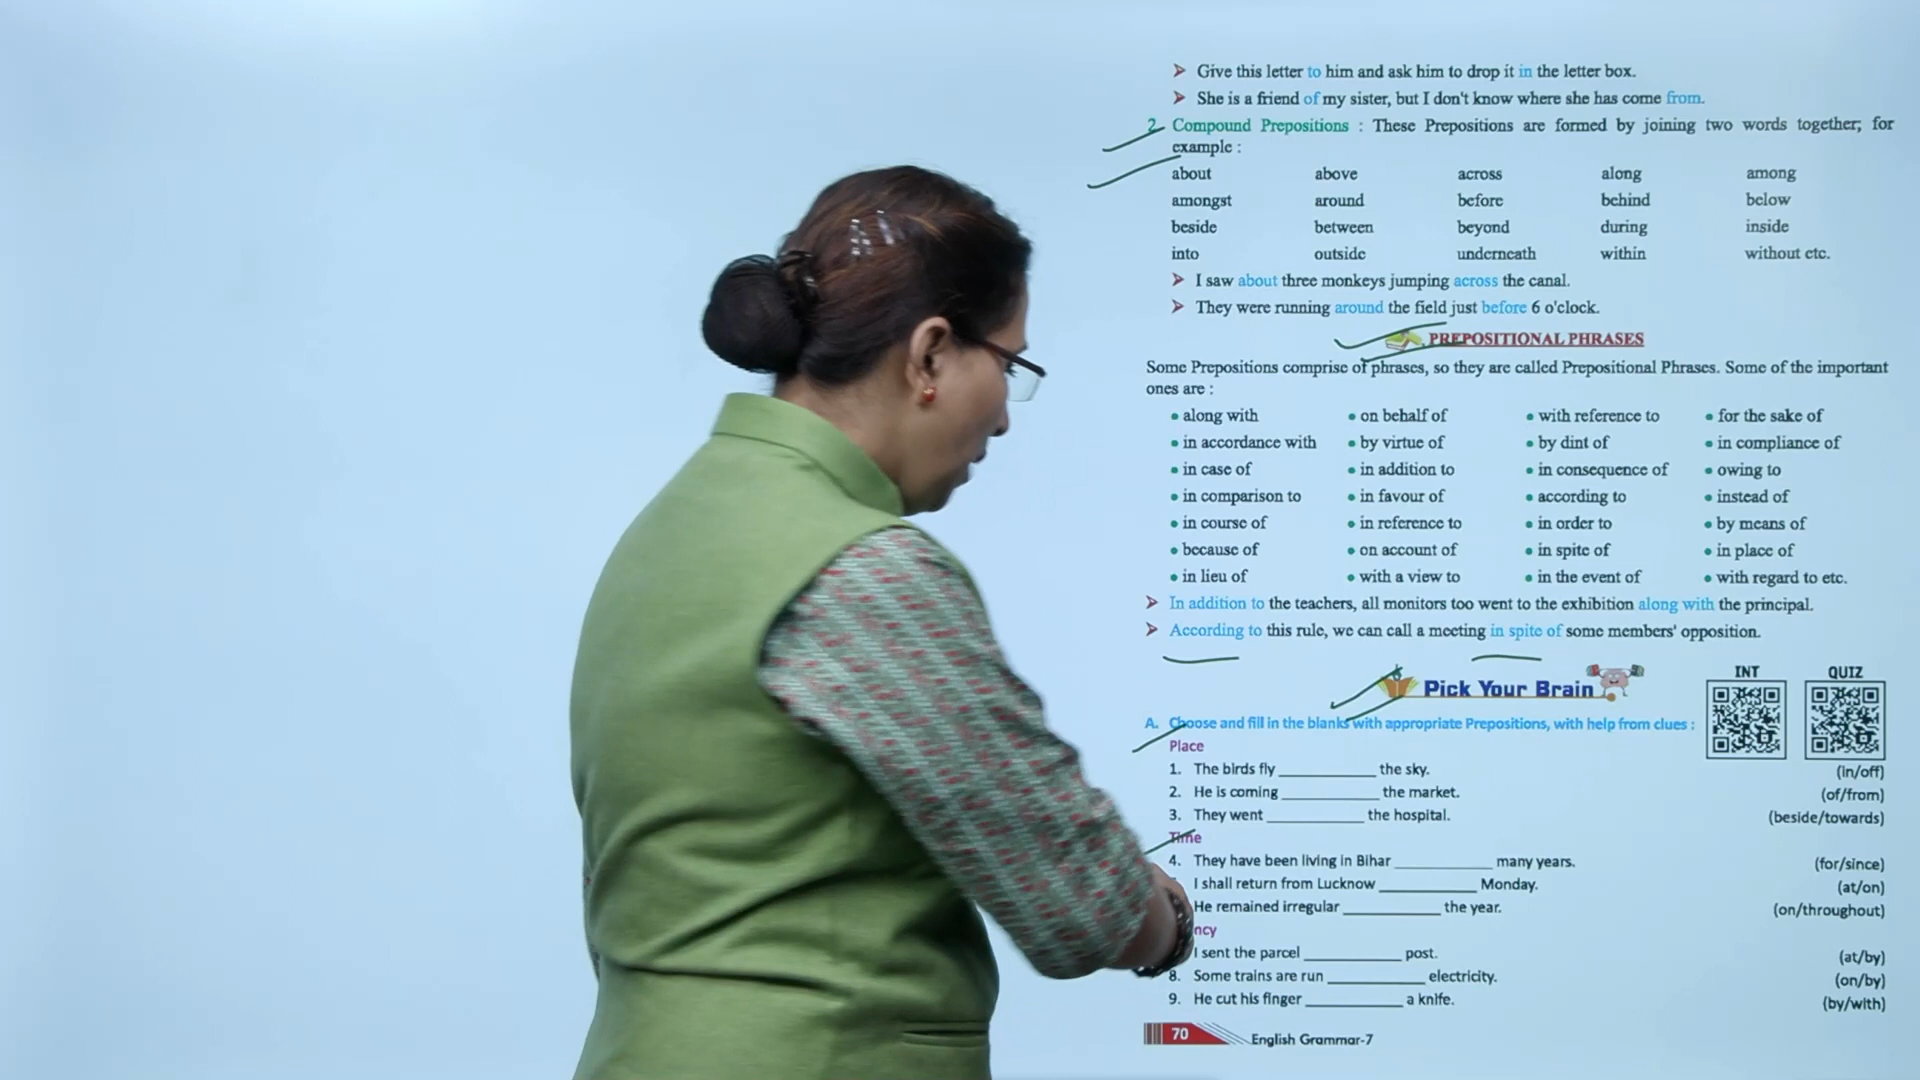 ➤ Give this letter to him and ask him to drop it in the letter box.
➤ She is a friend of my sister, but I don't know where she has come from.
2. Compound Prepositions : These Prepositions are formed by joining two words together; for
example :
about above across along among
amongst around before behind below
beside between beyond during inside
into outside underneath within without etc.
➤ I saw about three monkeys jumping across the canal.
➤ They were running around the field just before 6 o'clock.
PREPOSITIONAL PHRASES
Some Prepositions comprise of phrases, so they are called Prepositional Phrases. Some of the important
ones are :
• along with • on behalf of • with reference to • for the sake of
• in accordance with • by virtue of • by dint of • in compliance of
• in case of • in addition to • in consequence of • owing to
• in comparison to • in favour of • according to • instead of
• in course of • in reference to • in order to • by means of
• because of • on account of • in spite of • in place of
• in lieu of • with a view to • in the event of • with regard to etc.
➤ In addition to the teachers, all monitors too went to the exhibition along with the principal.
➤ According to this rule, we can call a meeting in spite of some members' opposition.
Pick Your Brain
INT QUIZ
A. Choose and fill in the blanks with appropriate Prepositions, with help from clues :
Place
1. The birds fly ____________ the sky. (in/off)
2. He is coming ____________ the market. (of/from)
3. They went ____________ the hospital. (beside/towards)
Time
4. They have been living in Bihar ____________ many years. (for/since)
I shall return from Lucknow ____________ Monday. (at/on)
He remained irregular ____________ the year. (on/throughout)
ncy
I sent the parcel ____________ post. (at/by)
8. Some trains are run ____________ electricity. (on/by)
9. He cut his finger ____________ a knife. (by/with)
70 English Grammar-7